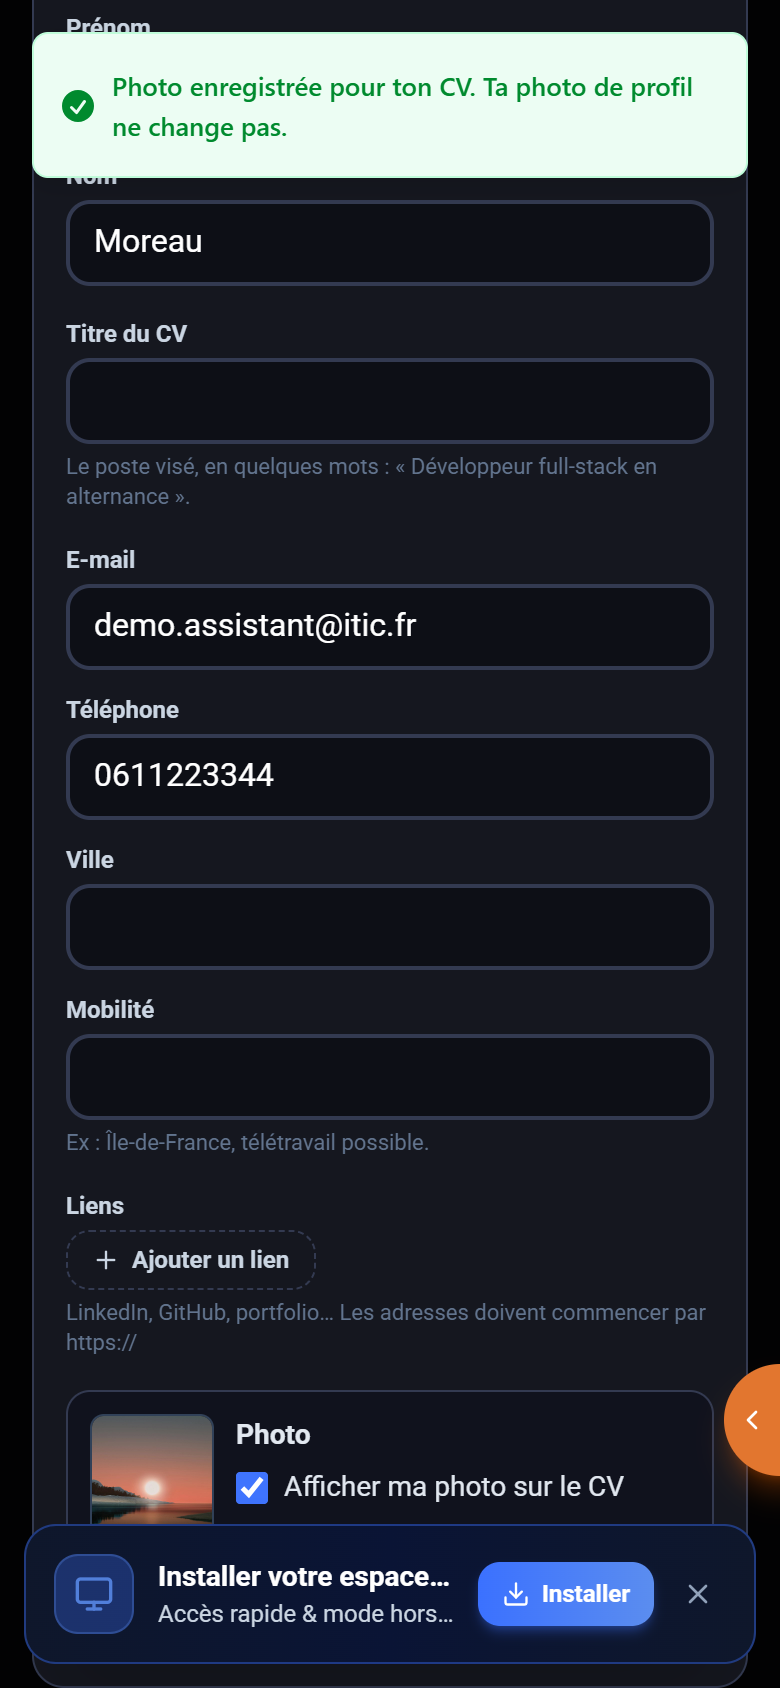 Prénom
Photo enregistrée pour ton CV. Ta photo de profil
ne change pas.
Nom
Moreau
Titre du CV
Le poste visé, en quelques mots : « Développeur full-stack en
alternance ».
E-mail
demo.assistant@itic.fr
Téléphone
0611223344
Ville
Mobilité
Ex : Île-de-France, télétravail possible.
Liens
Ajouter un lien
LinkedIn, GitHub, portfolio... Les adresses doivent commencer par
https://
Photo
Afficher ma photo sur le CV
Installer votre espace...
Accès rapide & mode hors...
Installer